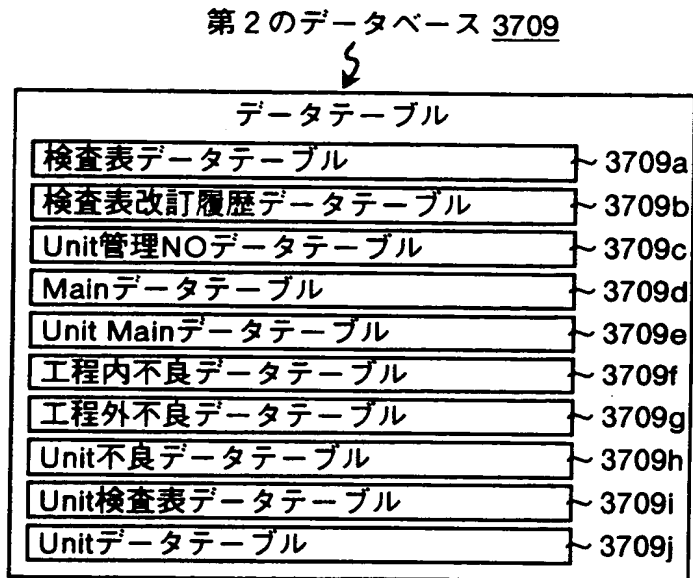 第2のデータベース 3709
データテーブル
検査表データテーブル 3709a
検査表改訂履歴データテーブル 3709b
Unit管理NOデータテーブル 3709c
Mainデータテーブル 3709d
Unit Mainデータテーブル 3709e
工程内不良データテーブル 3709f
工程外不良データテーブル 3709g
Unit不良データテーブル 3709h
Unit検査表データテーブル 3709i
Unitデータテーブル 3709j